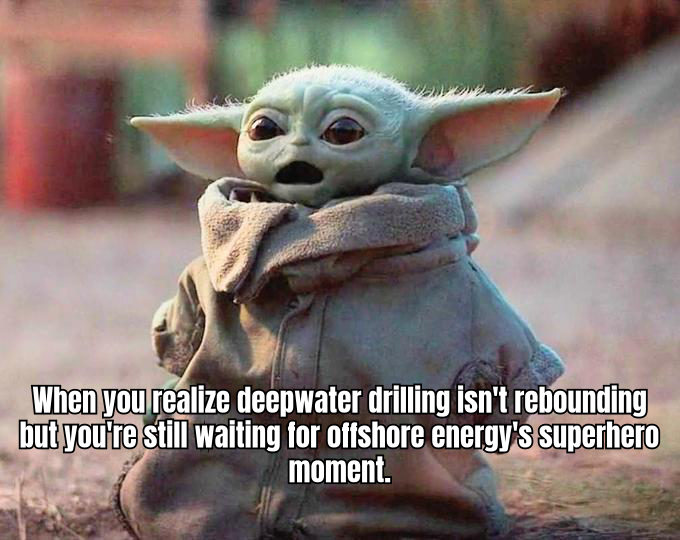 When you realize deepwater drilling isn't rebounding
but you're still waiting for offshore energy's superhero
moment.